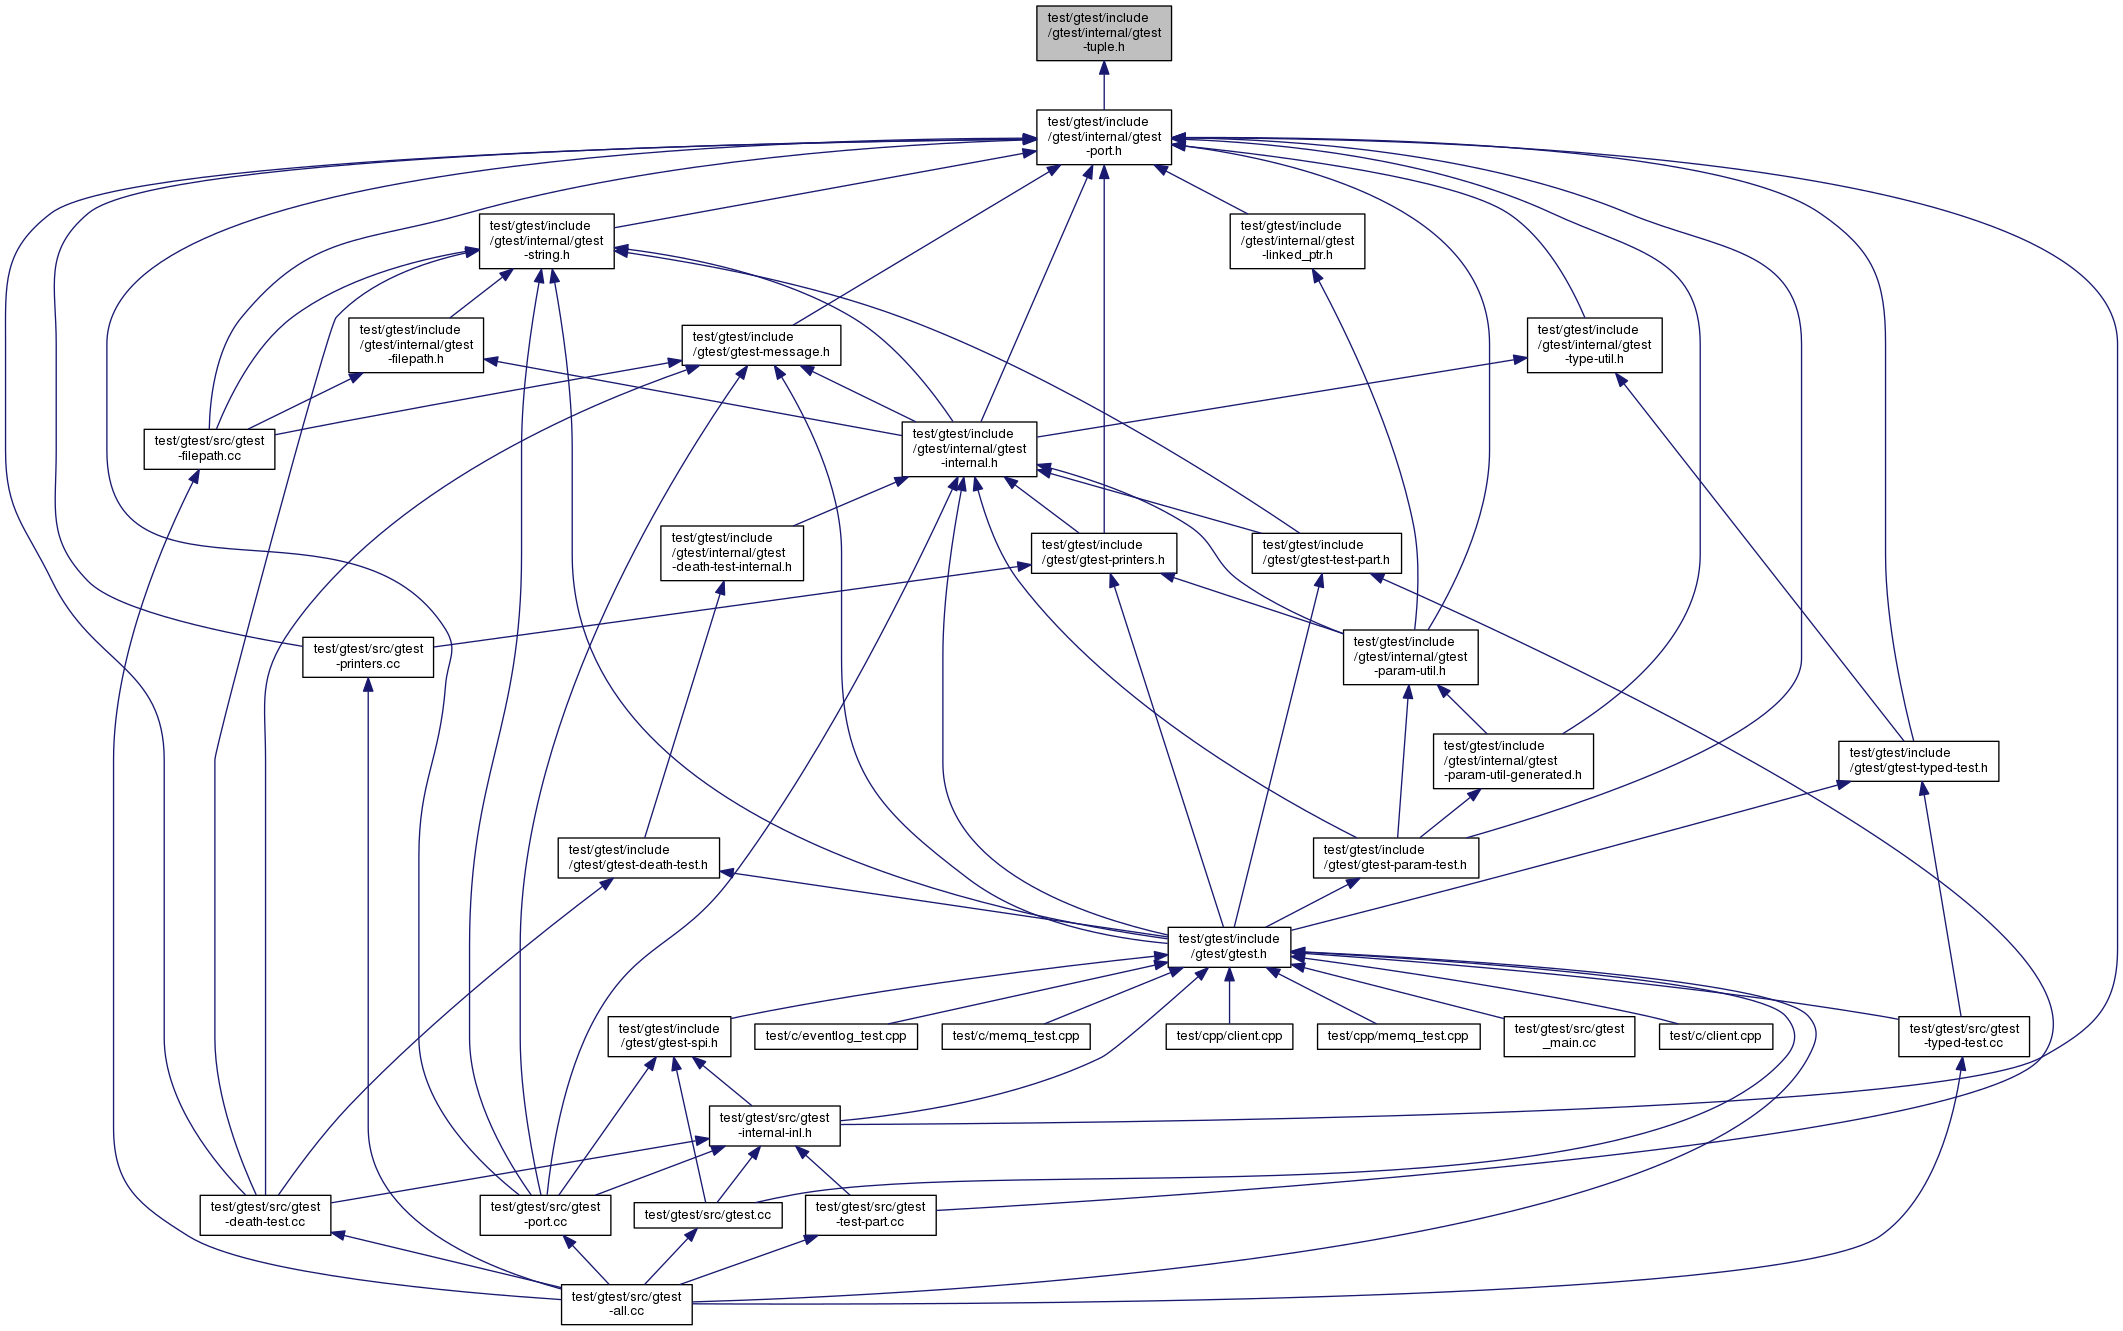 test/gtest/include
/gtest/internal/gtest
-tuple.h
test/gtest/include
/gtest/internal/gtest
-port.h
test/gtest/include
/gtest/internal/gtest
-string.h
test/gtest/include
/gtest/internal/gtest
-linked_ptr.h
test/gtest/include
/gtest/internal/gtest
-filepath.h
test/gtest/include
/gtest/gtest-message.h
test/gtest/include
/gtest/internal/gtest
-type-util.h
test/gtest/src/gtest
-filepath.cc
test/gtest/include
/gtest/internal/gtest
-internal.h
test/gtest/include
/gtest/internal/gtest
-death-test-internal.h
test/gtest/include
/gtest/gtest-printers.h
test/gtest/include
/gtest/gtest-test-part.h
test/gtest/src/gtest
-printers.cc
test/gtest/include
/gtest/internal/gtest
-param-util.h
test/gtest/include
/gtest/internal/gtest
-param-util-generated.h
test/gtest/include
/gtest/gtest-typed-test.h
test/gtest/include
/gtest/gtest-death-test.h
test/gtest/include
/gtest/gtest-param-test.h
test/gtest/include
/gtest/gtest.h
test/gtest/include
/gtest/gtest-spi.h
test/c/eventlog_test.cpp
test/c/memq_test.cpp
test/cpp/client.cpp
test/cpp/memq_test.cpp
test/gtest/src/gtest
_main.cc
test/c/client.cpp
test/gtest/src/gtest
-typed-test.cc
test/gtest/src/gtest
-internal-inl.h
test/gtest/src/gtest
-death-test.cc
test/gtest/src/gtest
-port.cc
test/gtest/src/gtest.cc
test/gtest/src/gtest
-test-part.cc
test/gtest/src/gtest
-all.cc